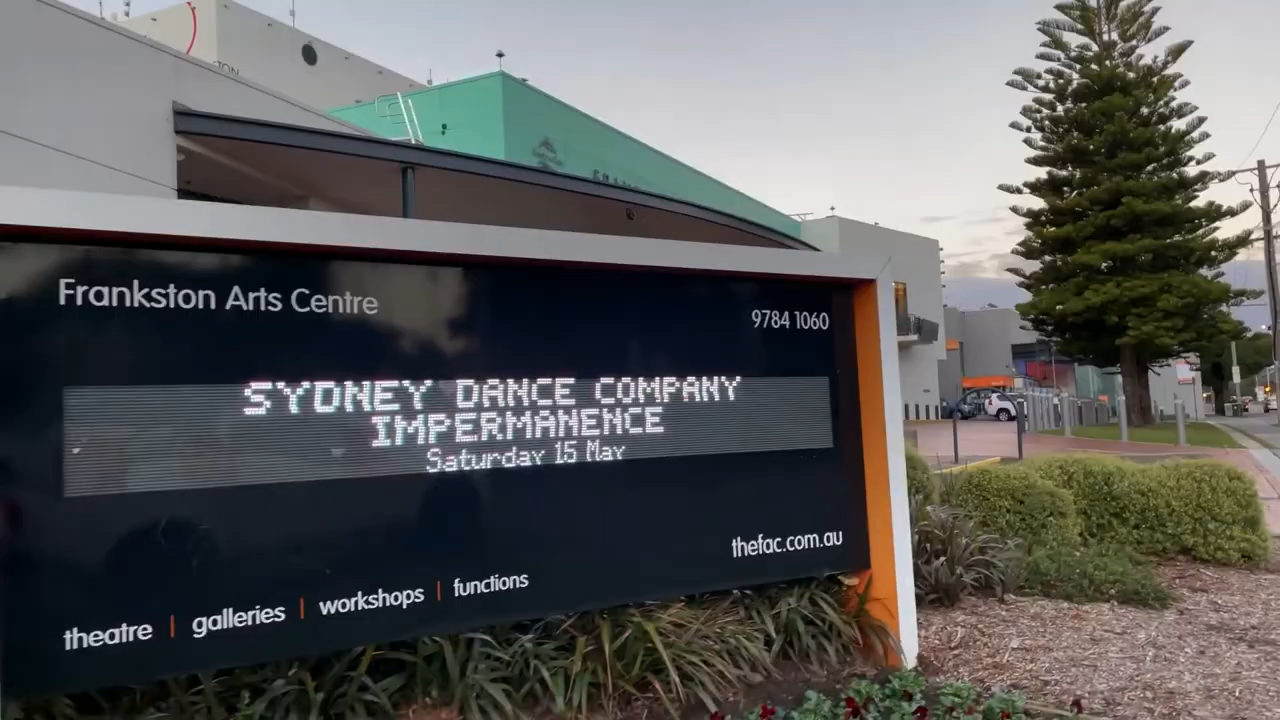 Frankston Arts Centre
9784 1060
SYDNEY DANCE COMPANY
IMPERMANENCE
Saturday 15 May
thefac.com.au
theatre | galleries | workshops | functions